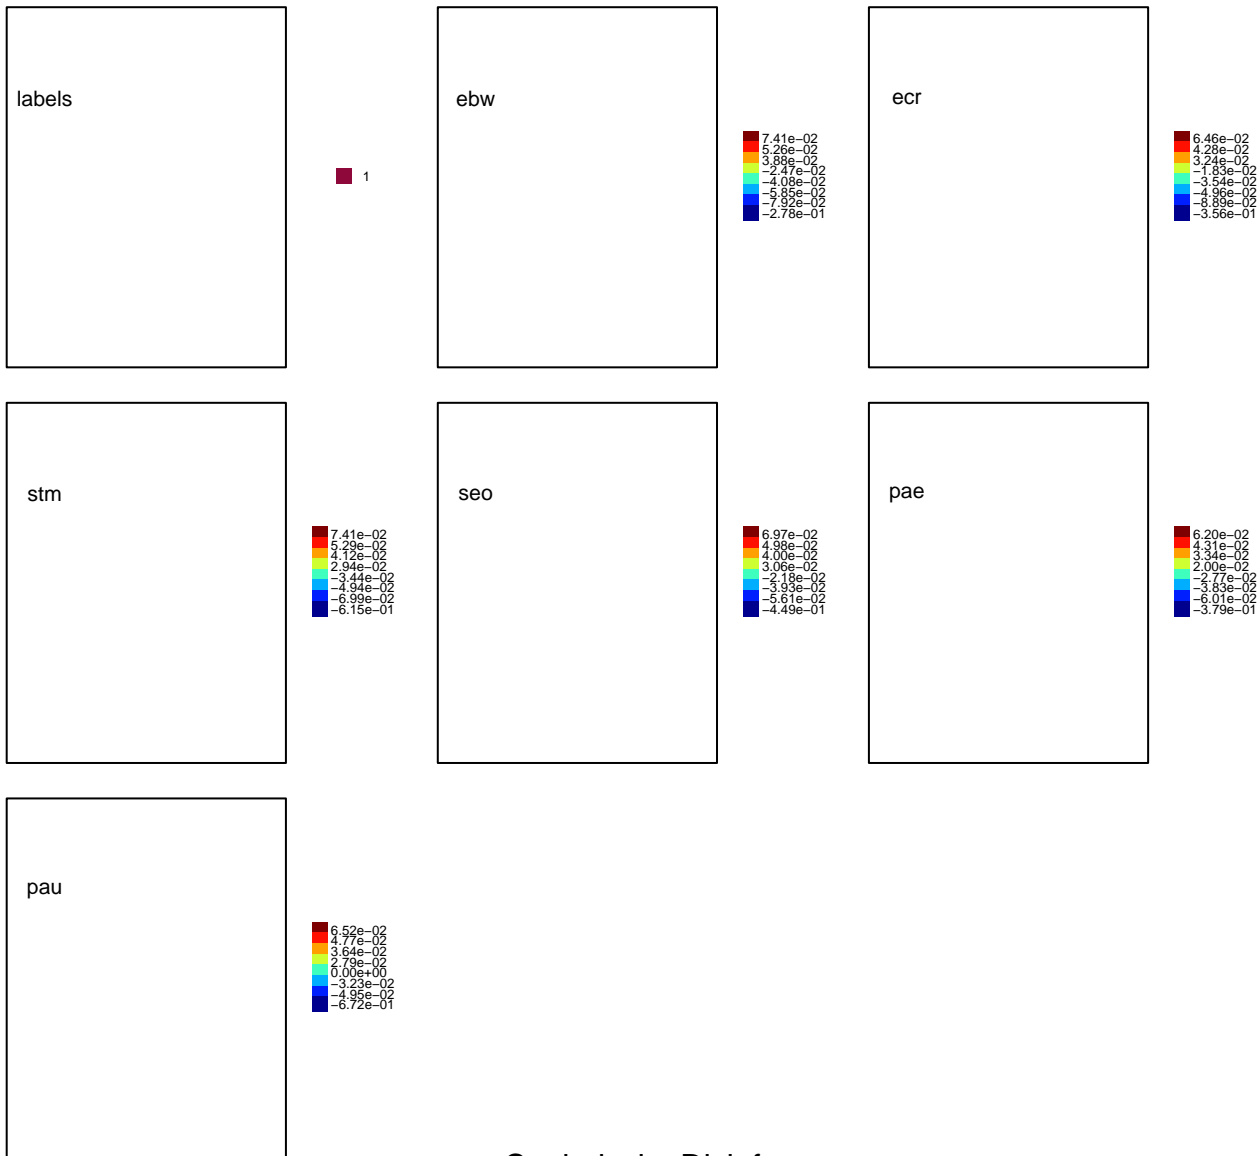 labels
1
ebw
7.41e−02
5.26e−02
3.88e−02
−2.47e−02
−4.08e−02
−5.85e−02
−7.92e−02
−2.78e−01
ecr
6.46e−02
4.28e−02
3.24e−02
−1.83e−02
−3.54e−02
−4.96e−02
−8.89e−02
−3.56e−01
stm
7.41e−02
5.29e−02
4.12e−02
2.94e−02
−3.44e−02
−4.94e−02
−6.99e−02
−6.15e−01
seo
6.97e−02
4.98e−02
4.00e−02
3.06e−02
−2.18e−02
−3.93e−02
−5.61e−02
−4.49e−01
pae
6.20e−02
4.31e−02
3.34e−02
2.00e−02
−2.77e−02
−3.83e−02
−6.01e−02
−3.79e−01
pau
6.52e−02
4.77e−02
3.64e−02
2.79e−02
0.00e+00
−3.23e−02
−4.95e−02
−6.72e−01